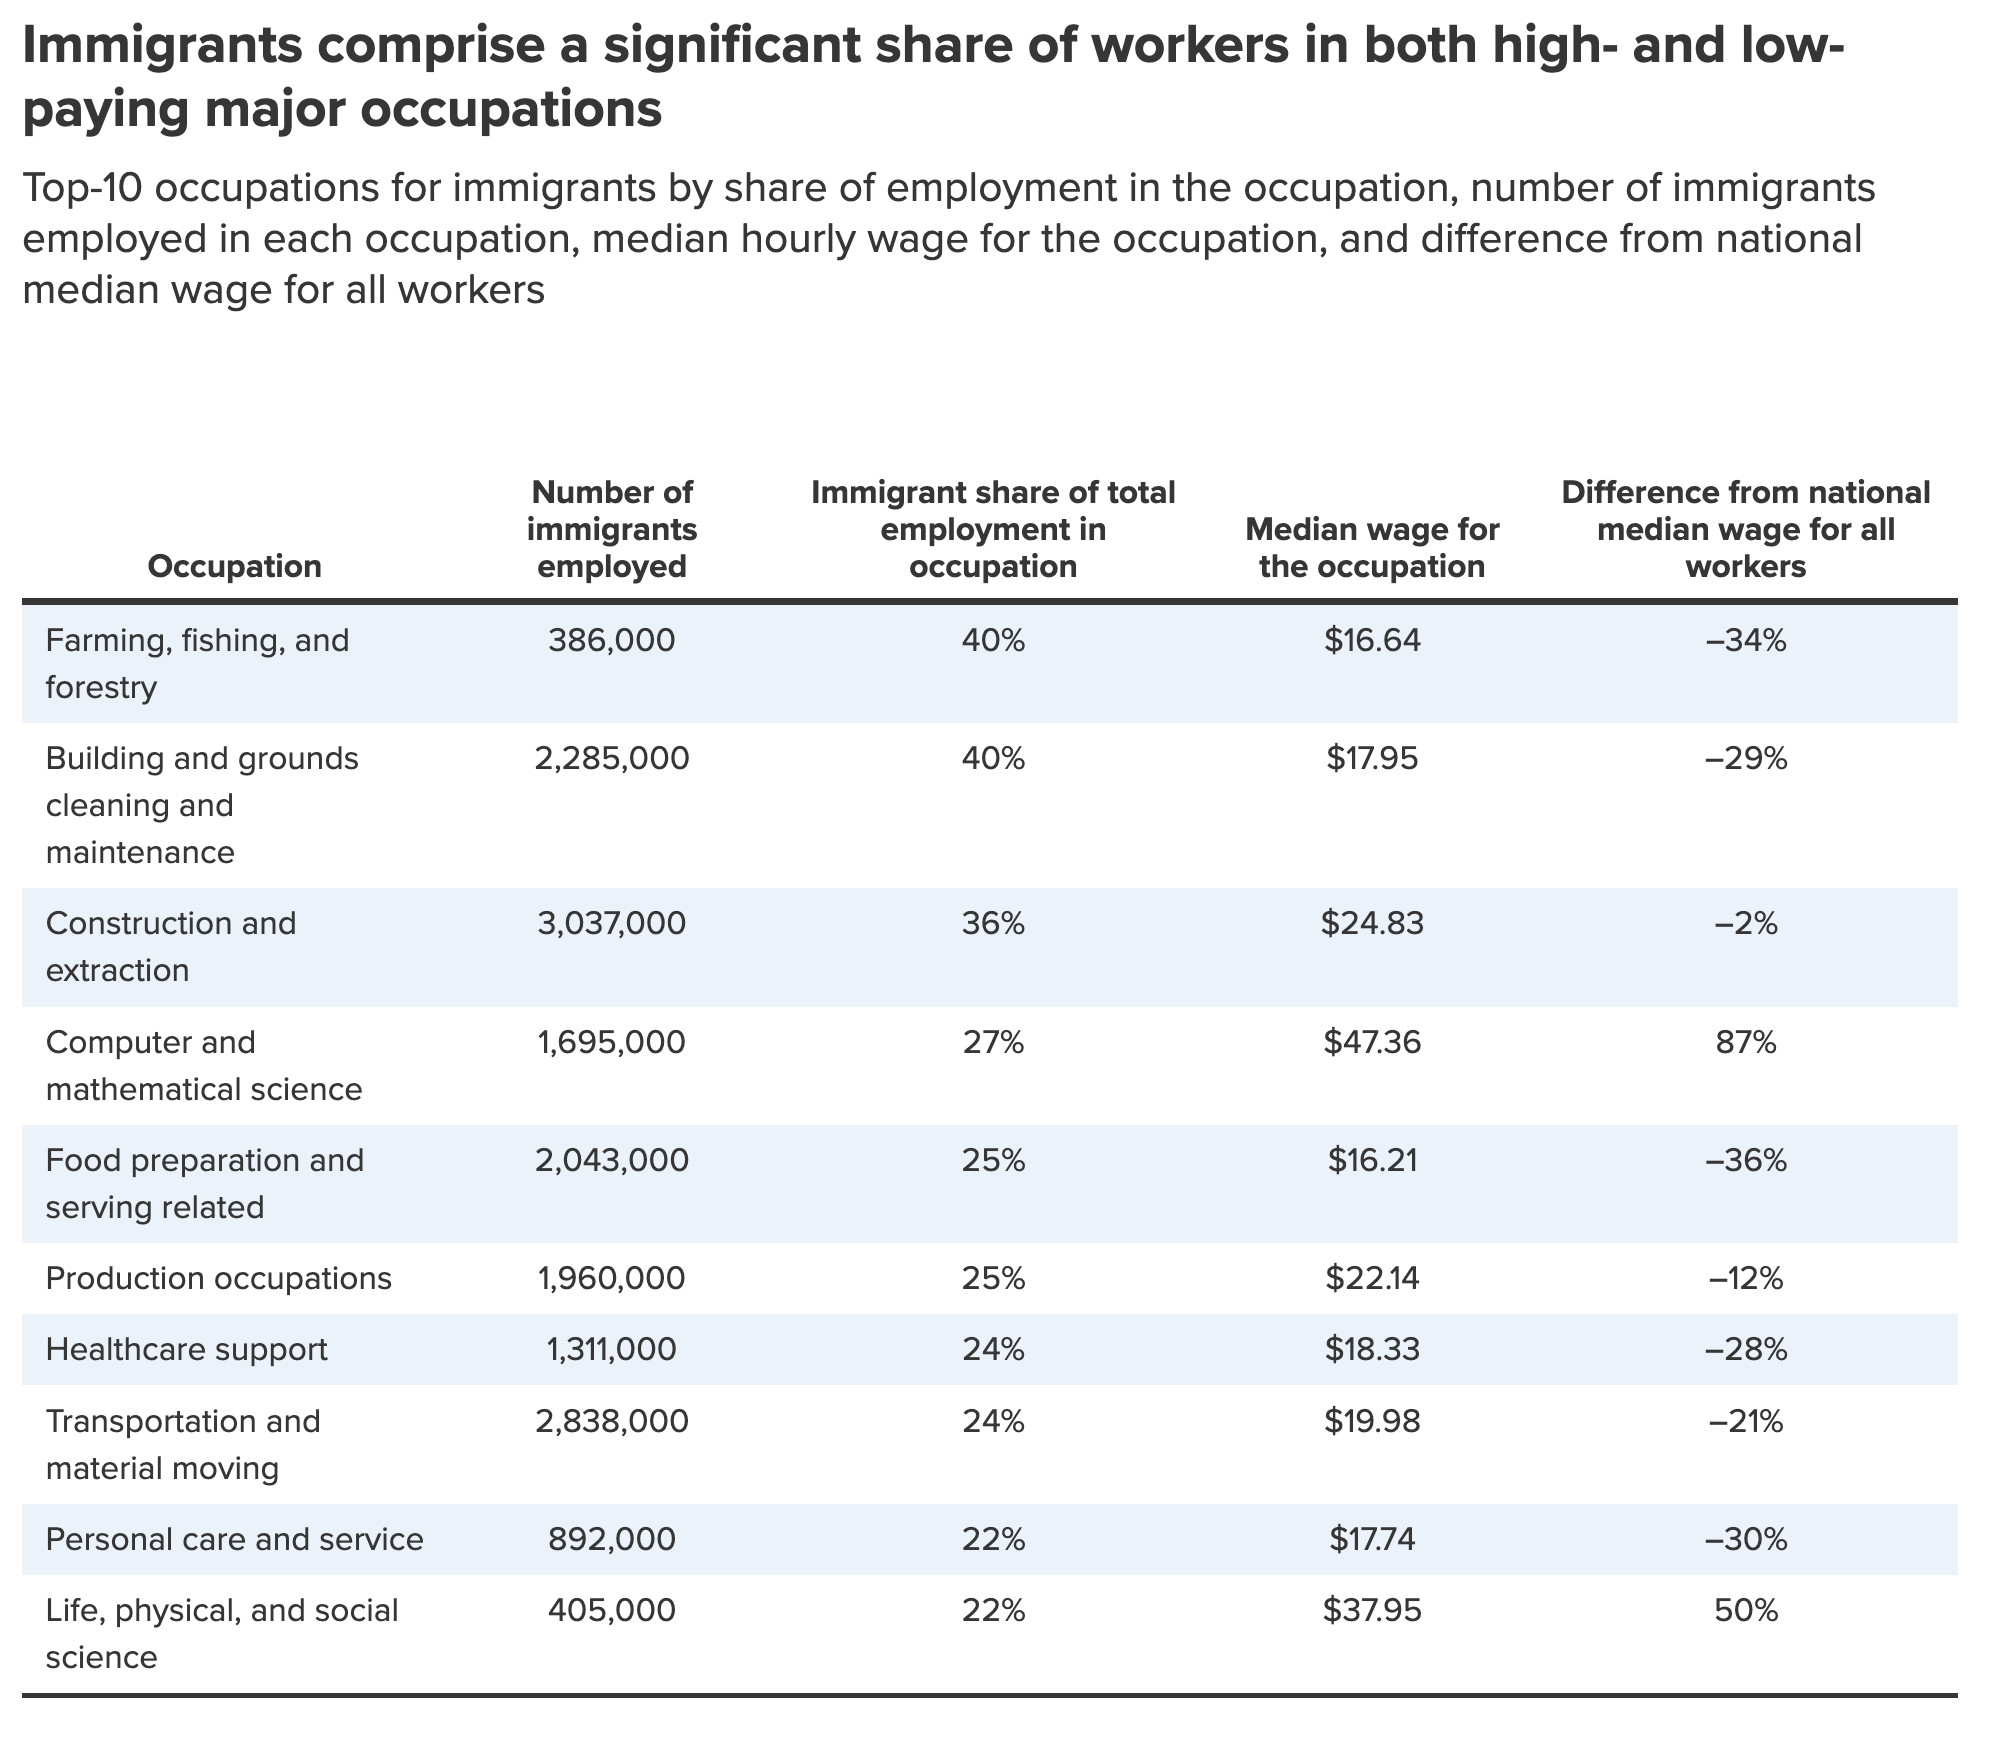 Immigrants comprise a significant share of workers in both high- and low-
paying major occupations
Top-10 occupations for immigrants by share of employment in the occupation, number of immigrants
employed in each occupation, median hourly wage for the occupation, and difference from national
median wage for all workers
Occupation
Number of
immigrants
employed
Immigrant share of total
employment in
occupation
Median wage for
the occupation
Difference from national
median wage for all
workers
Farming, fishing, and
forestry
386,000
40%
$16.64
–34%
Building and grounds
cleaning and
maintenance
2,285,000
40%
$17.95
–29%
Construction and
extraction
3,037,000
36%
$24.83
–2%
Computer and
mathematical science
1,695,000
27%
$47.36
87%
Food preparation and
serving related
2,043,000
25%
$16.21
–36%
Production occupations
1,960,000
25%
$22.14
–12%
Healthcare support
1,311,000
24%
$18.33
–28%
Transportation and
material moving
2,838,000
24%
$19.98
–21%
Personal care and service
892,000
22%
$17.74
–30%
Life, physical, and social
science
405,000
22%
$37.95
50%